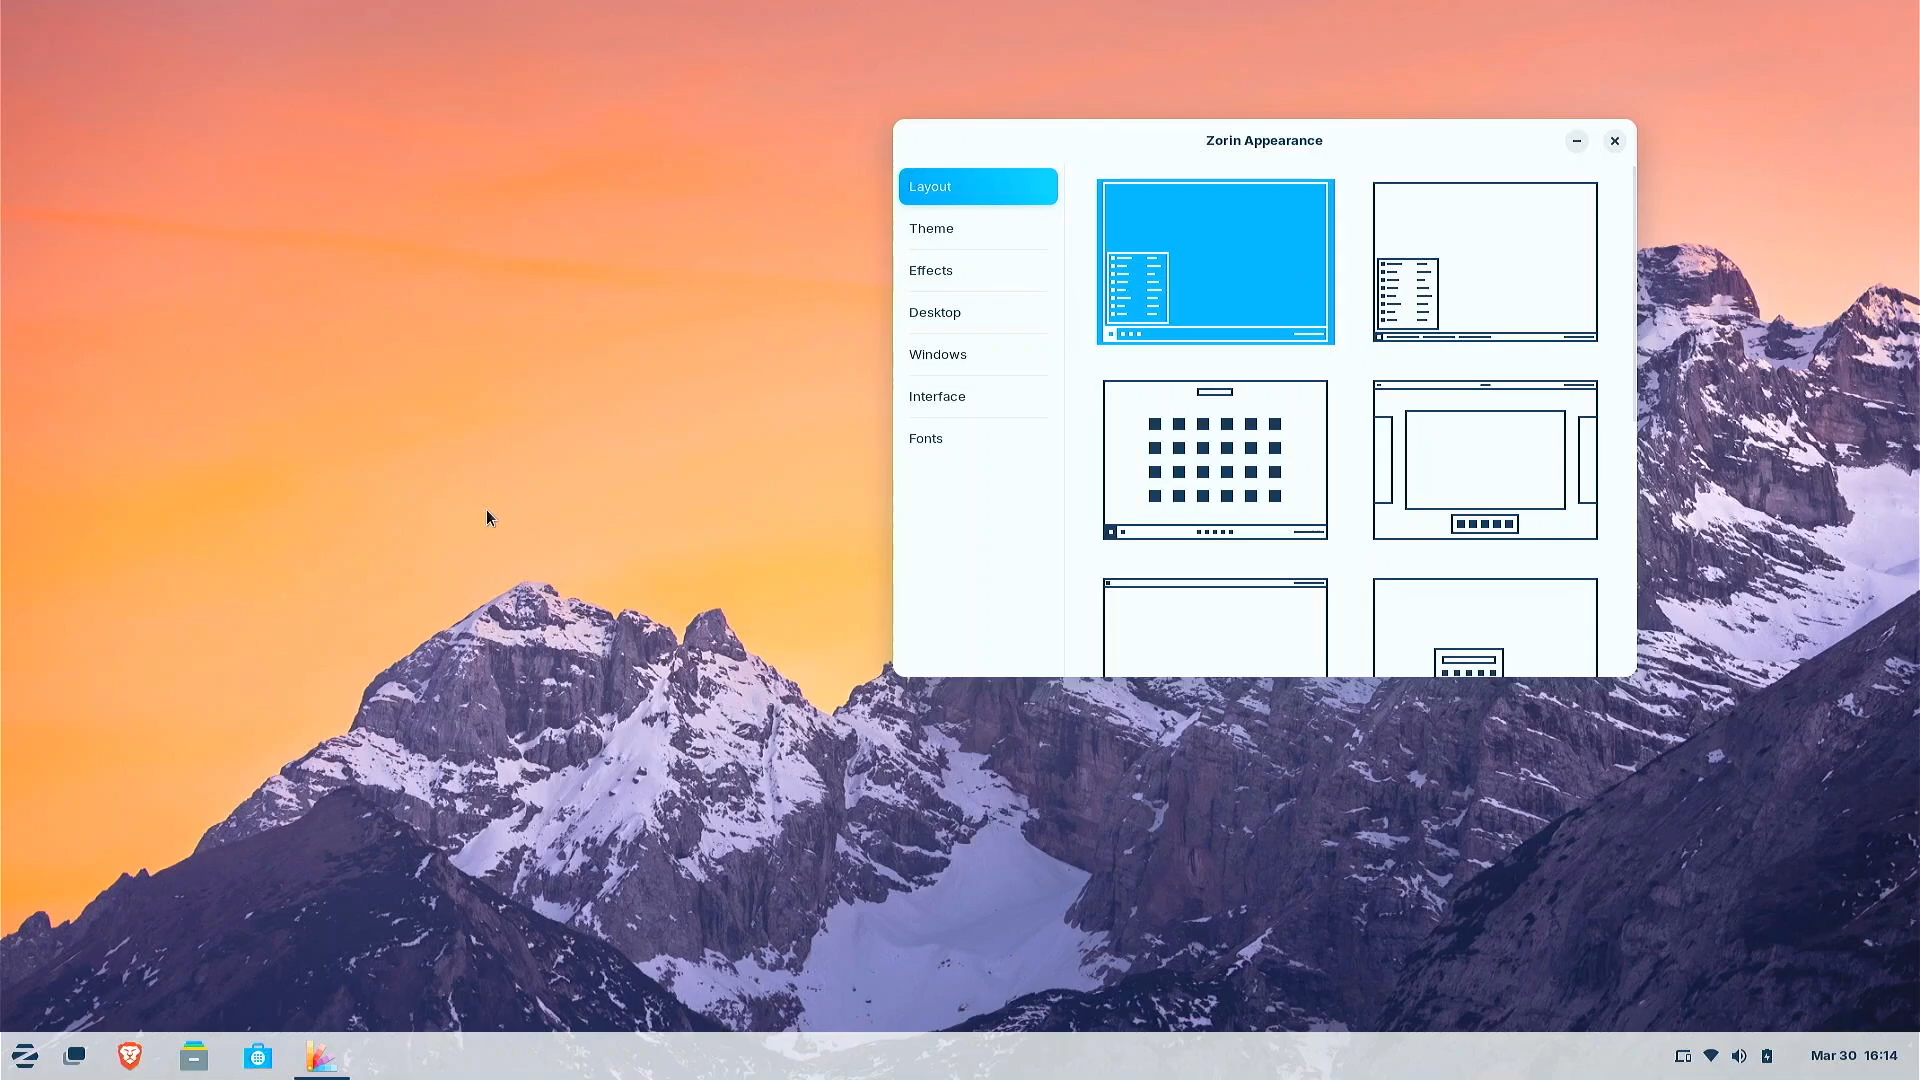 Zorin Appearance
Layout
Theme
Effects
Desktop
Windows
Interface
Fonts
Mar 30 16:14